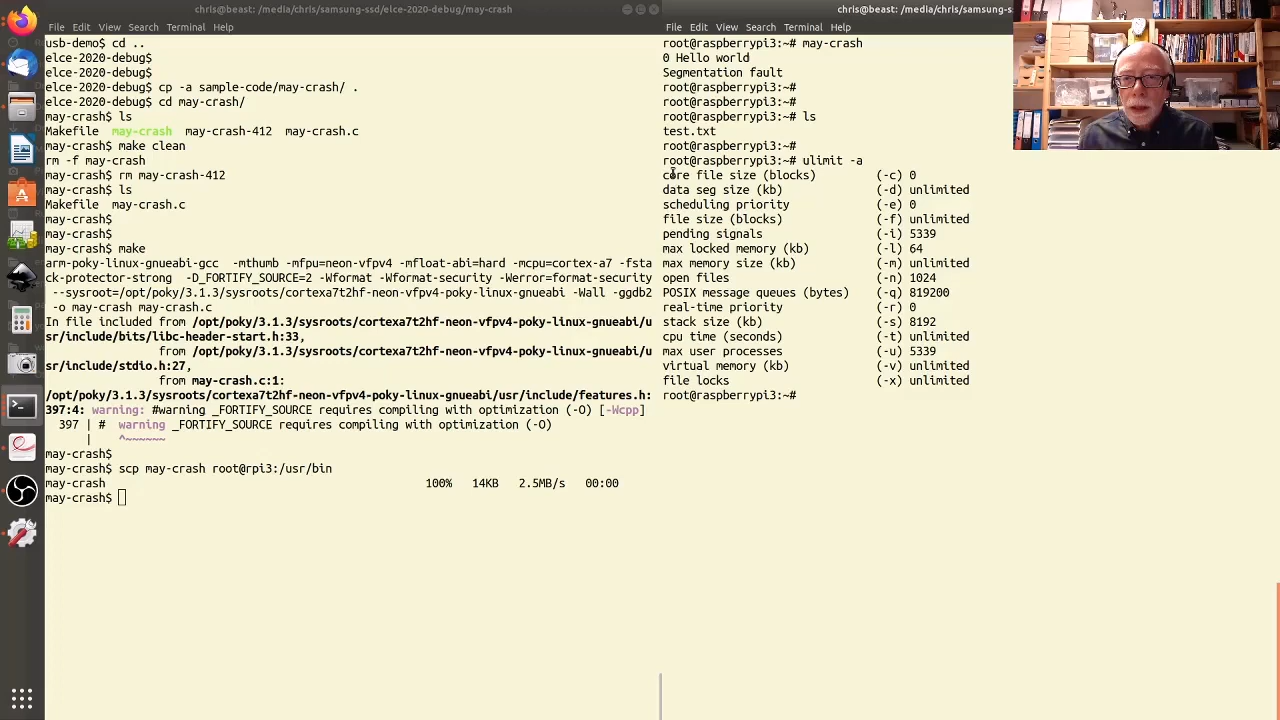 chris@beast: /media/chris/samsung-ssd/elce-2020-debug/may-crash
File Edit View Search Terminal Help
usb-demo$ cd ..
elce-2020-debug$
elce-2020-debug$
elce-2020-debug$ cp -a sample-code/may-crash/ .
elce-2020-debug$ cd may-crash/
may-crash$ ls
Makefile  may-crash  may-crash-412  may-crash.c
may-crash$ make clean
rm -f may-crash
may-crash$ rm may-crash-412
may-crash$ ls
Makefile  may-crash.c
may-crash$
may-crash$
may-crash$ make
arm-poky-linux-gnueabi-gcc  -mthumb -mfpu=neon-vfpv4 -mfloat-abi=hard -mcpu=cortex-a7 -fsta
ck-protector-strong  -D_FORTIFY_SOURCE=2 -Wformat -Wformat-security -Werror=format-security
 --sysroot=/opt/poky/3.1.3/sysroots/cortexa7t2hf-neon-vfpv4-poky-linux-gnueabi -Wall -ggdb2
 -o may-crash may-crash.c
In file included from /opt/poky/3.1.3/sysroots/cortexa7t2hf-neon-vfpv4-poky-linux-gnueabi/u
sr/include/bits/libc-header-start.h:33,
                 from /opt/poky/3.1.3/sysroots/cortexa7t2hf-neon-vfpv4-poky-linux-gnueabi/u
sr/include/stdio.h:27,
                 from may-crash.c:1:
/opt/poky/3.1.3/sysroots/cortexa7t2hf-neon-vfpv4-poky-linux-gnueabi/usr/include/features.h:
397:4: warning: #warning _FORTIFY_SOURCE requires compiling with optimization (-O) [-Wcpp]
  397 | #  warning _FORTIFY_SOURCE requires compiling with optimization (-O)
      |    ^~~~~~~
may-crash$
may-crash$ scp may-crash root@rpi3:/usr/bin
may-crash                                                 100%   14KB   2.5MB/s   00:00
may-crash$
chris@beast: /media/chris/samsung-s
File Edit View Search Terminal Help
root@raspberrypi3:~# may-crash
0 Hello world
Segmentation fault
root@raspberrypi3:~#
root@raspberrypi3:~#
root@raspberrypi3:~# ls
test.txt
root@raspberrypi3:~#
root@raspberrypi3:~# ulimit -a
core file size (blocks)         (-c) 0
data seg size (kb)              (-d) unlimited
scheduling priority             (-e) 0
file size (blocks)              (-f) unlimited
pending signals                 (-i) 5339
max locked memory (kb)          (-l) 64
max memory size (kb)            (-m) unlimited
open files                      (-n) 1024
POSIX message queues (bytes)    (-q) 819200
real-time priority              (-r) 0
stack size (kb)                 (-s) 8192
cpu time (seconds)              (-t) unlimited
max user processes              (-u) 5339
virtual memory (kb)             (-v) unlimited
file locks                      (-x) unlimited
root@raspberrypi3:~#